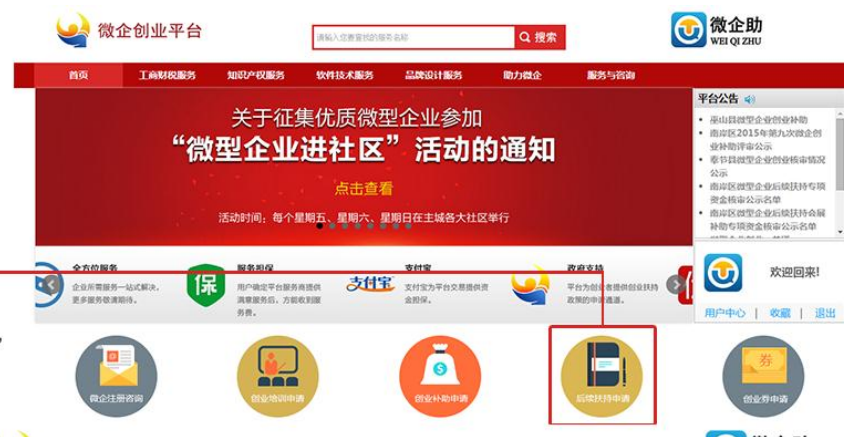 微企创业平台
请输入您要查找的服务名称
搜索
微企助
WEI QI ZHU
首页 工商财税服务 知识产权服务 软件技术服务 品牌设计服务 助力微企 服务与咨询
关于征集优质微型企业参加
“微型企业进社区”活动的通知
点击查看
活动时间：每个星期五、星期六、星期日在主城各大社区举行
平台公告
巫山县微型企业创业补助
南岸区2015年第九次微企创
业补助评审公示
奉节县微型企业创业核审情况
公示
南岸区微型企业后续扶持专项
资金核审公示名单
南岸区微型企业后续扶持会展
补助专项资金核审公示名单
全方位服务
企业所需服务一站式解决，
更多服务敬请期待。
保
服务担保
用户确定平台服务商提供
满意服务后，方能收到服
务费。
支付宝
支付宝
支付宝为平台交易提供资
金担保。
政府支持
平台为创业者提供创业扶持
政策的申请通道。
欢迎回来!
用户中心 | 收藏 | 退出
微企注册咨询
创业培训申请
创业补助申请
后续扶持申请
券
创业券申请